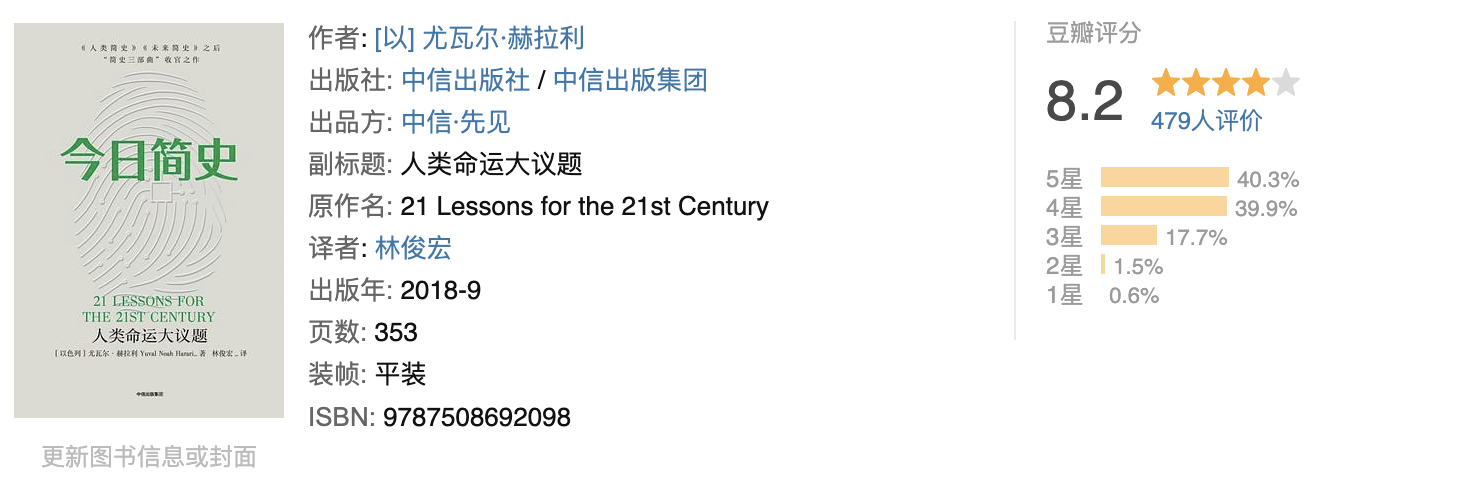 《人类简史》《未来简史》之后
“简史三部曲”收官之作
今日简史
21 LESSONS FOR
THE 21ST CENTURY
人类命运大议题
[以色列] 尤瓦尔·赫拉利 Yuval Noah Harari_著 林俊宏_译
中信出版集团
更新图书信息或封面
作者: [以] 尤瓦尔·赫拉利
出版社: 中信出版社 / 中信出版集团
出品方: 中信·先见
副标题: 人类命运大议题
原作名: 21 Lessons for the 21st Century
译者: 林俊宏
出版年: 2018-9
页数: 353
装帧: 平装
ISBN: 9787508692098
豆瓣评分
8.2
479人评价
5星 40.3%
4星 39.9%
3星 17.7%
2星 1.5%
1星 0.6%